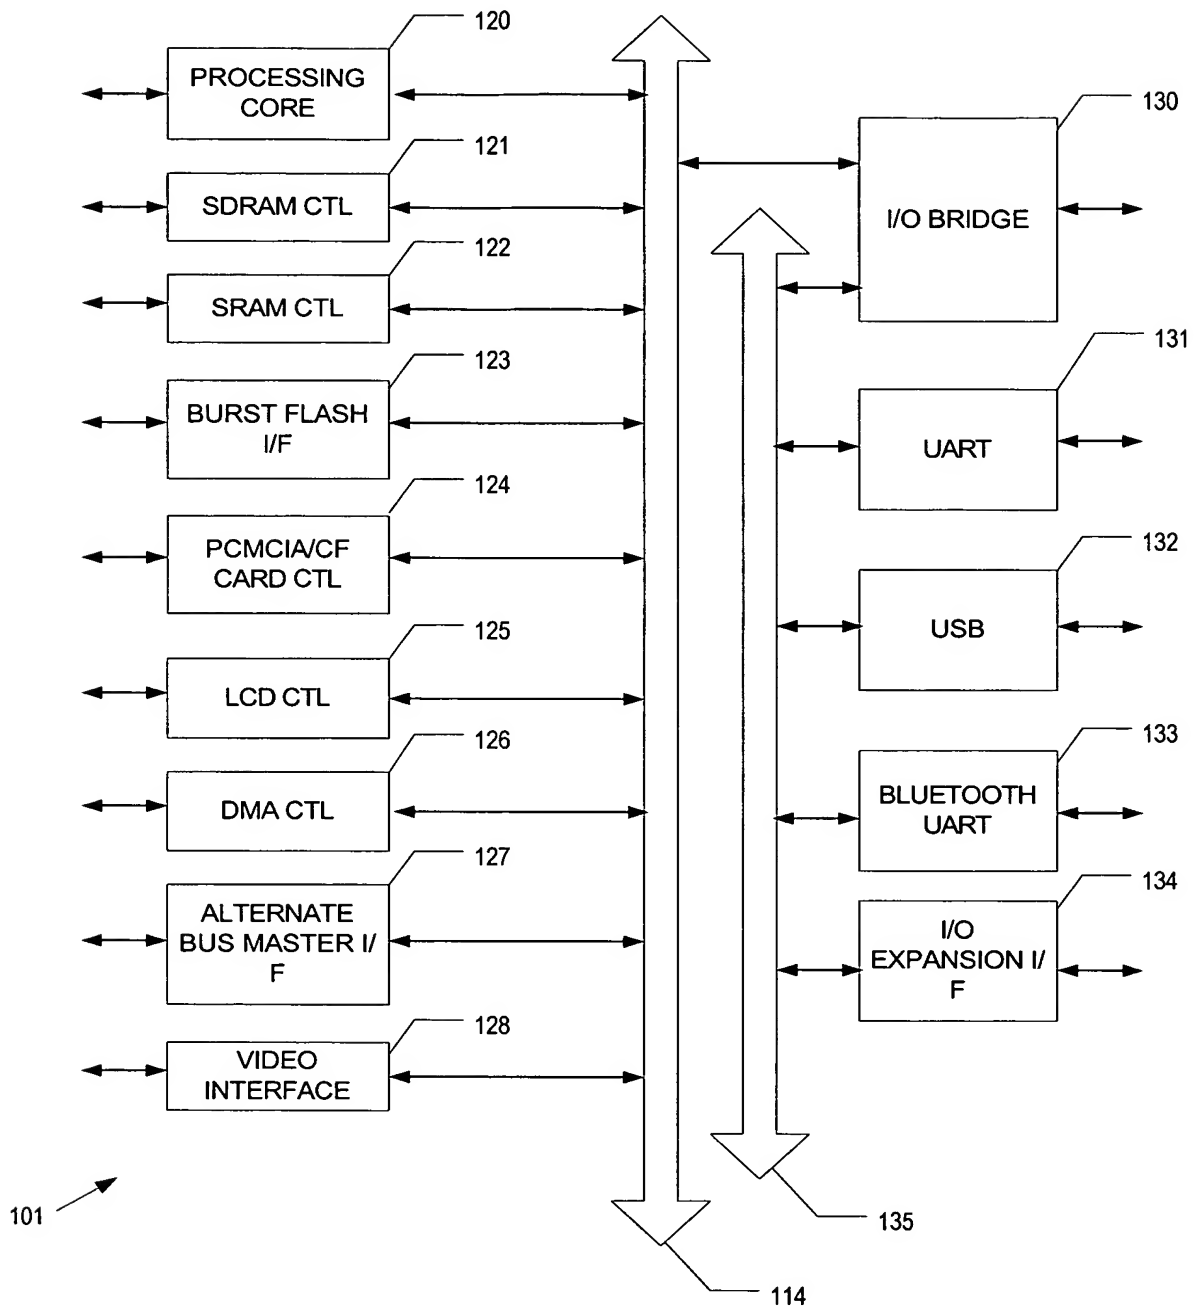 120
PROCESSING
CORE
121
SDRAM CTL
122
SRAM CTL
123
BURST FLASH
I/F
124
PCMCIA/CF
CARD CTL
125
LCD CTL
126
DMA CTL
127
ALTERNATE
BUS MASTER I/
F
128
VIDEO
INTERFACE
130
I/O BRIDGE
131
UART
132
USB
133
BLUETOOTH
UART
134
I/O
EXPANSION I/
F
101
135
114